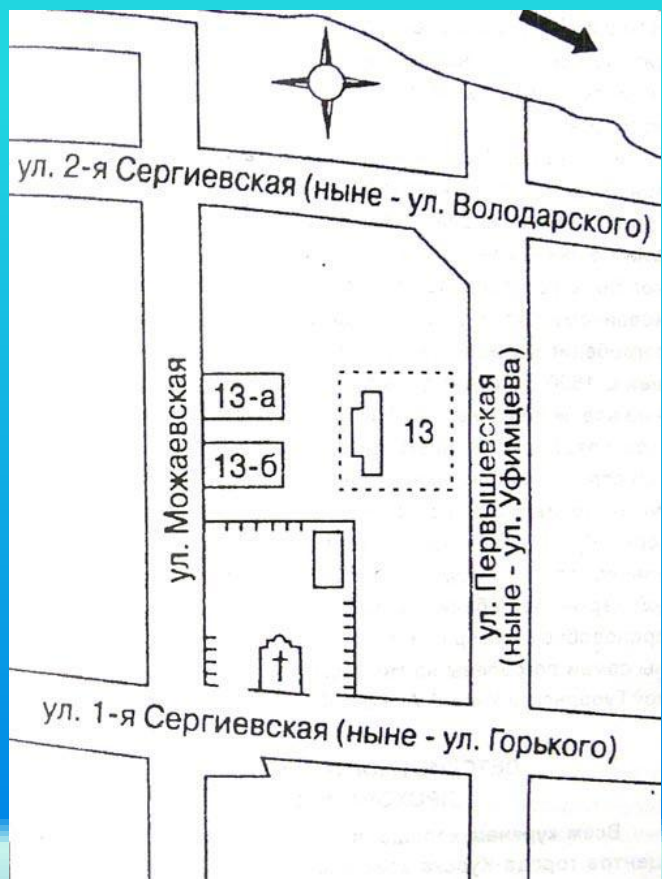 ул. 2-я Сергиевская (ныне - ул. Володарского)
ул. Можаевская
13-а
13-б
13
ул. Первышевская
(ныне - ул. Уфимцева)
ул. 1-я Сергиевская (ныне - ул. Горького)